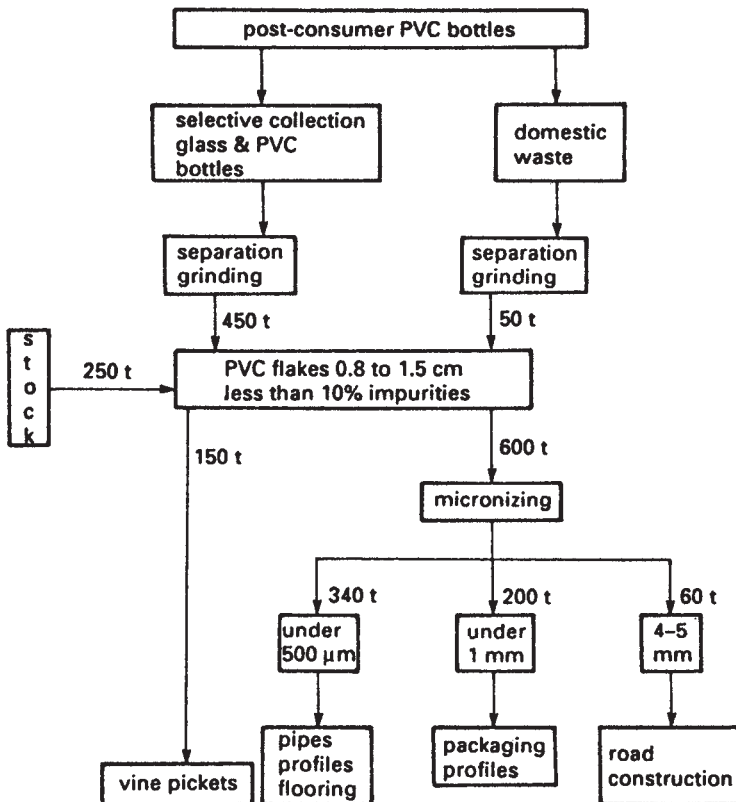 post-consumer PVC bottles
selective collection
glass & PVC
bottles
domestic
waste
separation
grinding
separation
grinding
450 t
50 t
stock
250 t
PVC flakes 0.8 to 1.5 cm
less than 10% impurities
150 t
600 t
micronizing
340 t
200 t
60 t
under
500 µm
under
1 mm
4–5
mm
vine pickets
pipes
profiles
flooring
packaging
profiles
road
construction